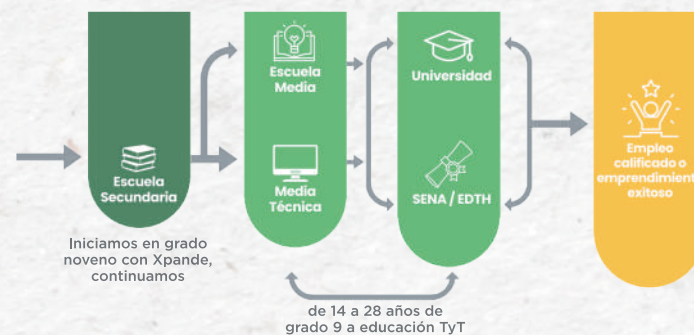 Escuela
Secundaria
Iniciamos en grado
noveno con Xpande,
continuamos
Escuela
Media
Media
Técnica
de 14 a 28 años de
grado 9 a educación TyT
Universidad
SENA / EDTH
Empleo
calificado o
emprendimient
exitoso